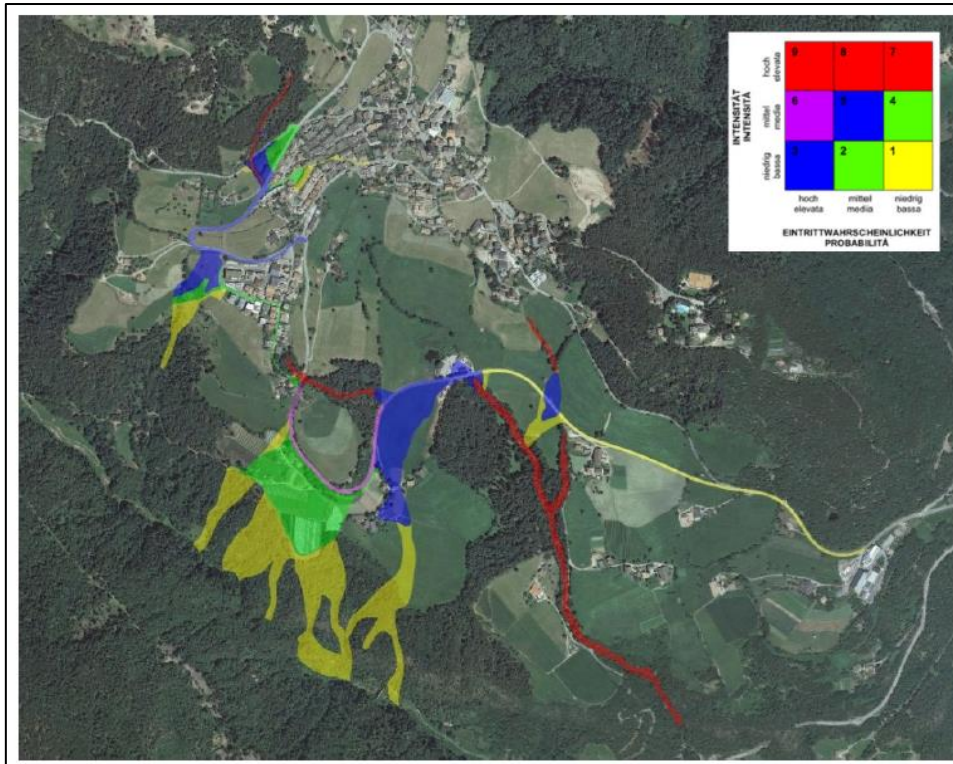 9 8 7
hoch
elevata
6 5 4
mittel
media
INTENSITÄT
INTENSITÀ
3 2 1
niedrig
bassa
hoch mittel niedrig
elevata media bassa
EINTRITTWAHRSCHEINLICHKEIT
PROBABILITÀ